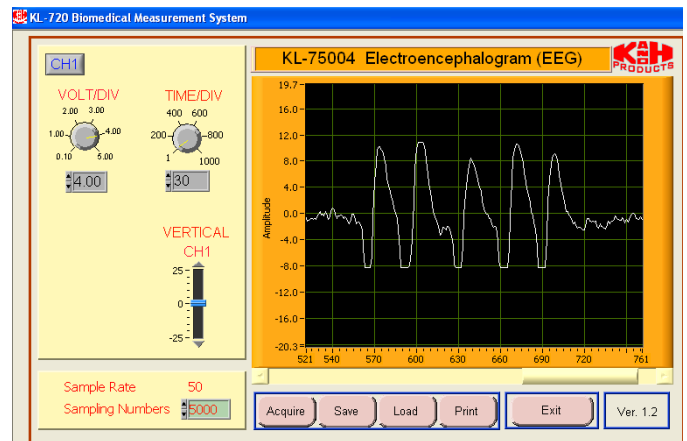 KL-720 Biomedical Measurement System
CH1
VOLT/DIV
2.00 3.00
1.00 4.00
0.10 5.00
4.00
TIME/DIV
400 600
200 800
1 1000
30
VERTICAL
CH1
25
0
-25
Sample Rate 50
Sampling Numbers 5000
KL-75004 Electroencephalogram (EEG)
K AND H
PRODUCTS
Amplitude
19.7
16.0
12.0
8.0
4.0
0.0
-4.0
-8.0
-12.0
-16.0
-20.3
521 540 570 600 630 660 690 720 761
Acquire Save Load Print Exit Ver. 1.2